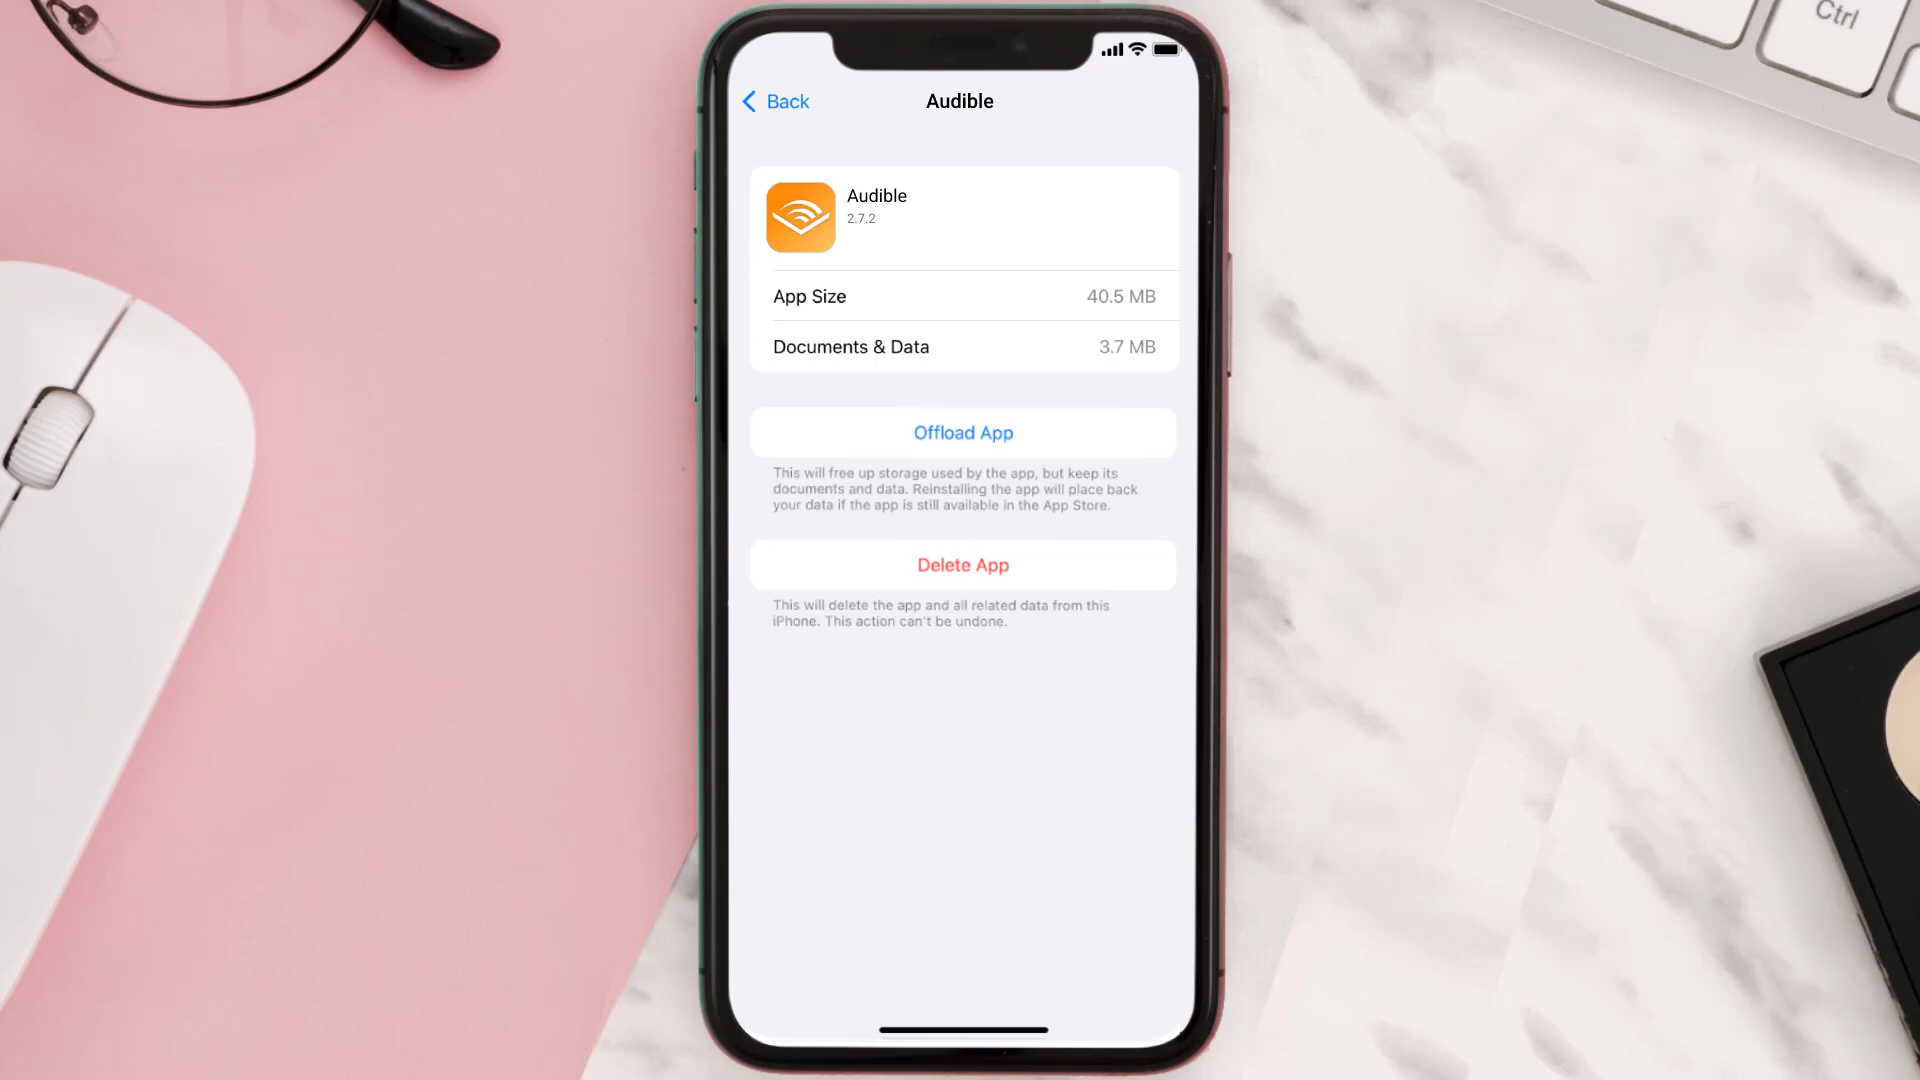 Ctrl
Back
Audible
Audible
2.7.2
App Size 40.5 MB
Documents & Data 3.7 MB
Offload App
This will free up storage used by the app, but keep its
documents and data. Reinstalling the app will place back
your data if the app is still available in the App Store.
Delete App
This will delete the app and all related data from this
iPhone. This action can't be undone.